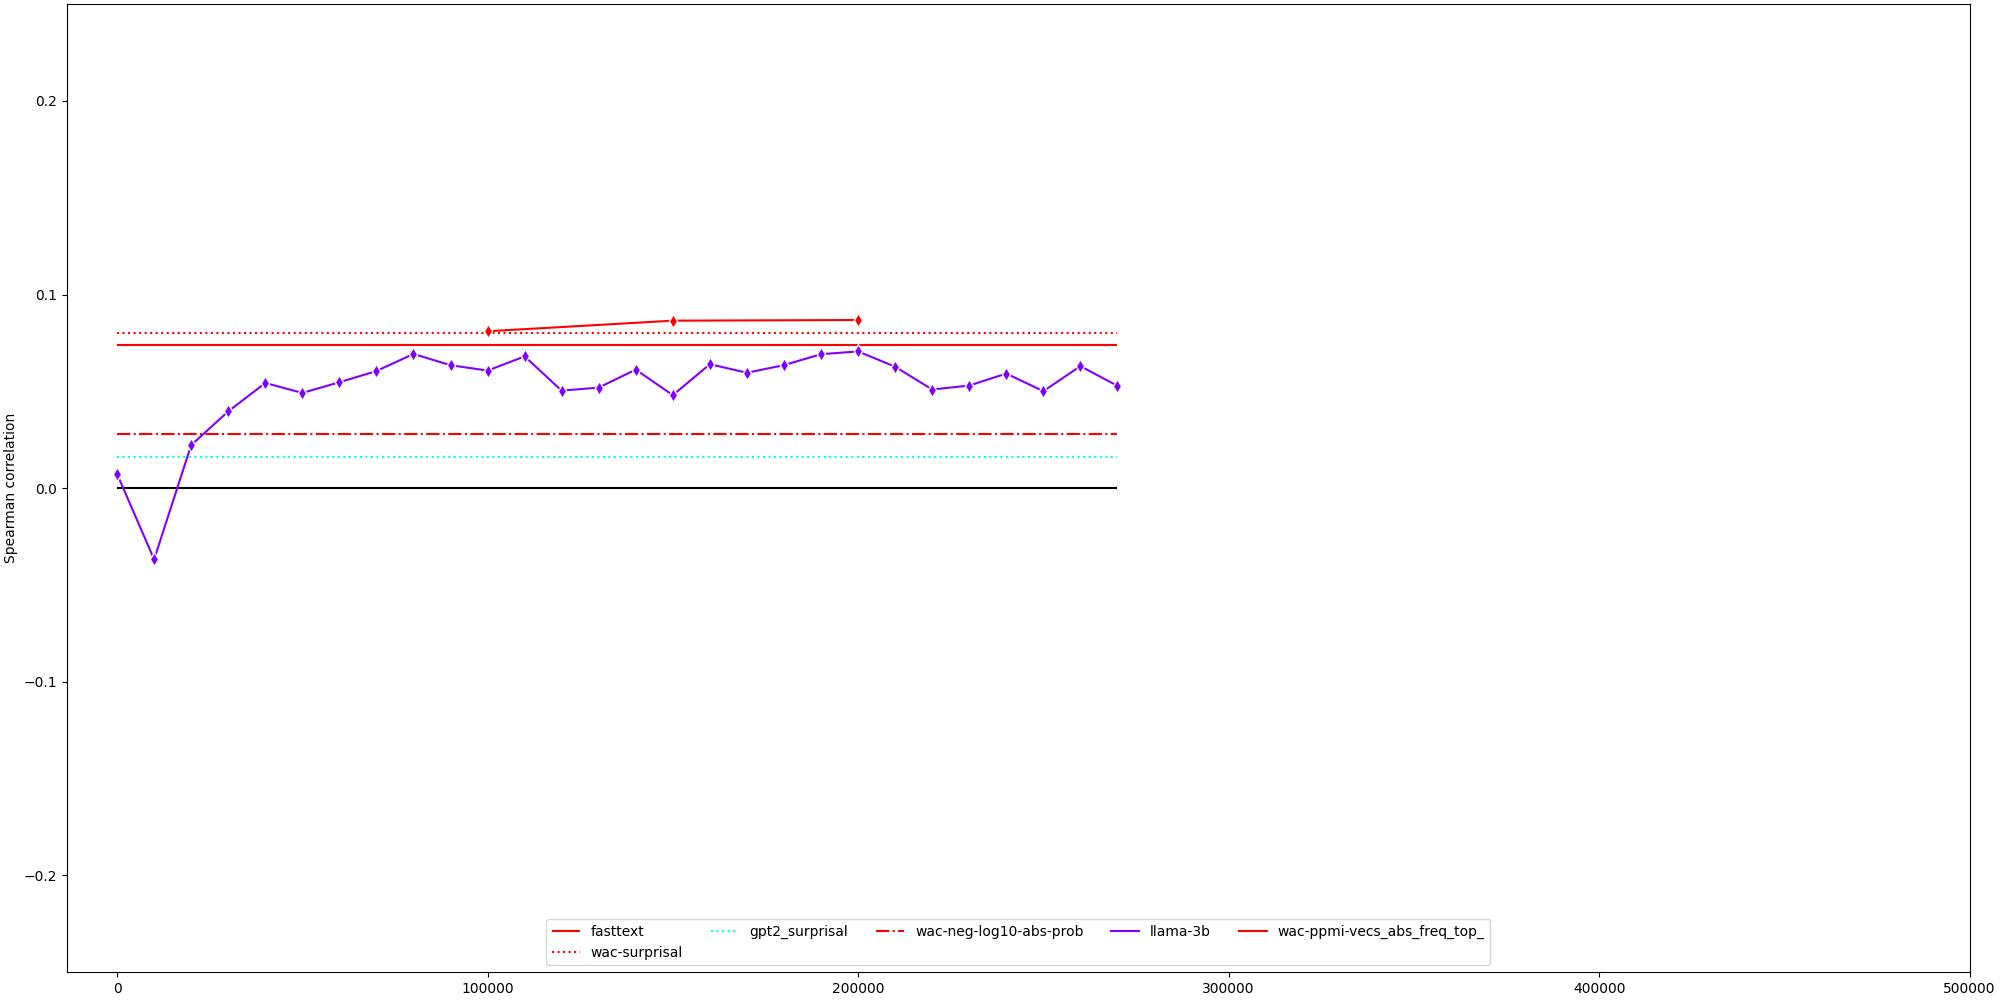 0.2
0.1
0.0
−0.1
−0.2
Spearman correlation
fasttext gpt2_surprisal wac-neg-log10-abs-prob llama-3b wac-ppmi-vecs_abs_freq_top_
wac-surprisal
0 100000 200000 300000 400000 500000